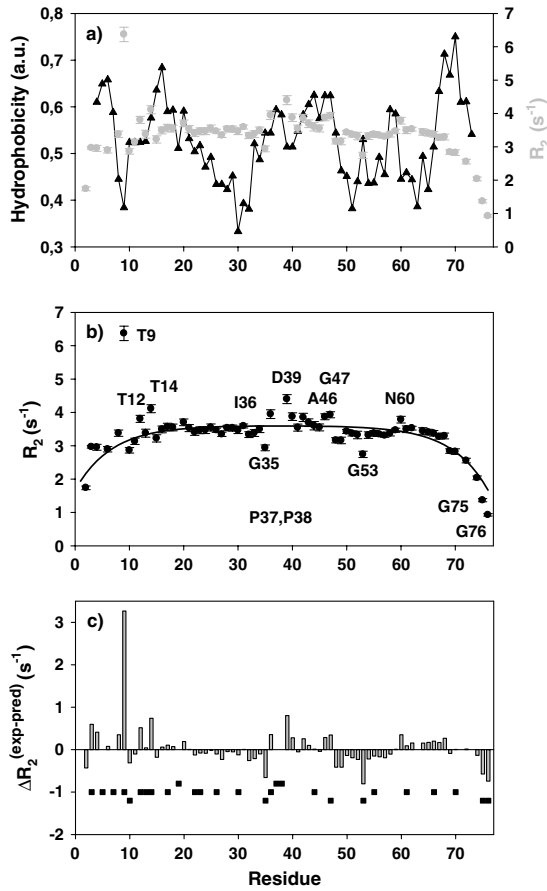 a)
Hydrophobicity (a.u.)
0,8
0,7
0,6
0,5
0,4
0,3
7
6
5
4
3
2
1
0
R2 (s-1)
0 10 20 30 40 50 60 70
b)
R2 (s-1)
7
6
5
4
3
2
1
0
T9
T12
T14
I36
D39
G47
A46
N60
G35
G53
P37,P38
G75
G76
0 10 20 30 40 50 60 70
c)
ΔR2(exp-pred) (s-1)
3
2
1
0
-1
-2
0 10 20 30 40 50 60 70
Residue